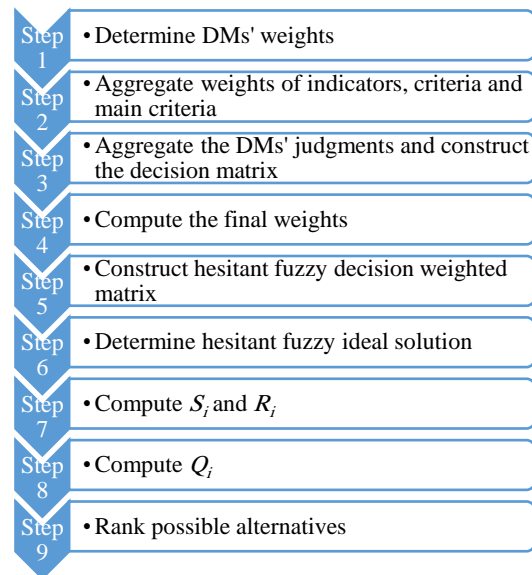 Step
1
• Determine DMs' weights
Step
2
• Aggregate weights of indicators, criteria and
main criteria
Step
3
• Aggregate the DMs' judgments and construct
the decision matrix
Step
4
• Compute the final weights
Step
5
• Construct hesitant fuzzy decision weighted
matrix
Step
6
• Determine hesitant fuzzy ideal solution
Step
7
• Compute S_i and R_i
Step
8
• Compute Q_i
Step
9
• Rank possible alternatives